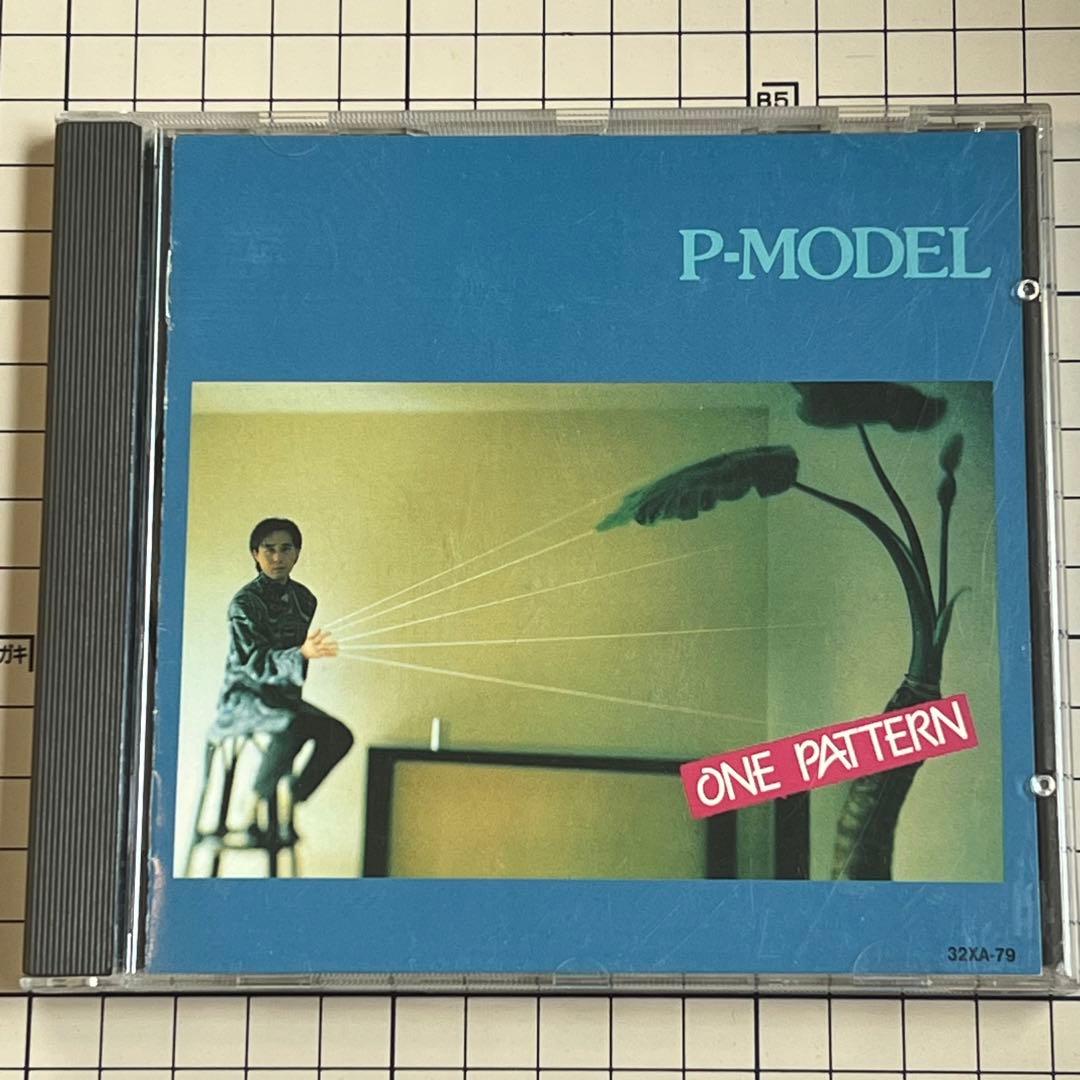 B5
P-MODEL
ガキ
ONE PATTERN
32XA-79